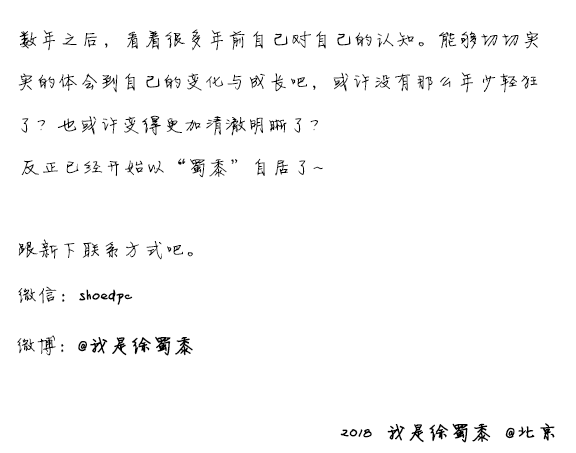 数年之后，看着很多年前自己对自己的认知。能够切切实
实的体会到自己的变化与成长吧，或许没有那么年少轻狂
了？也或许变得更加清澈明晰了？
反正已经开始以“蜀黍”自居了~
跟新下联系方式吧。
微信：shoedpc
微博：@我是徐蜀黍
2018 我是徐蜀黍 @北京